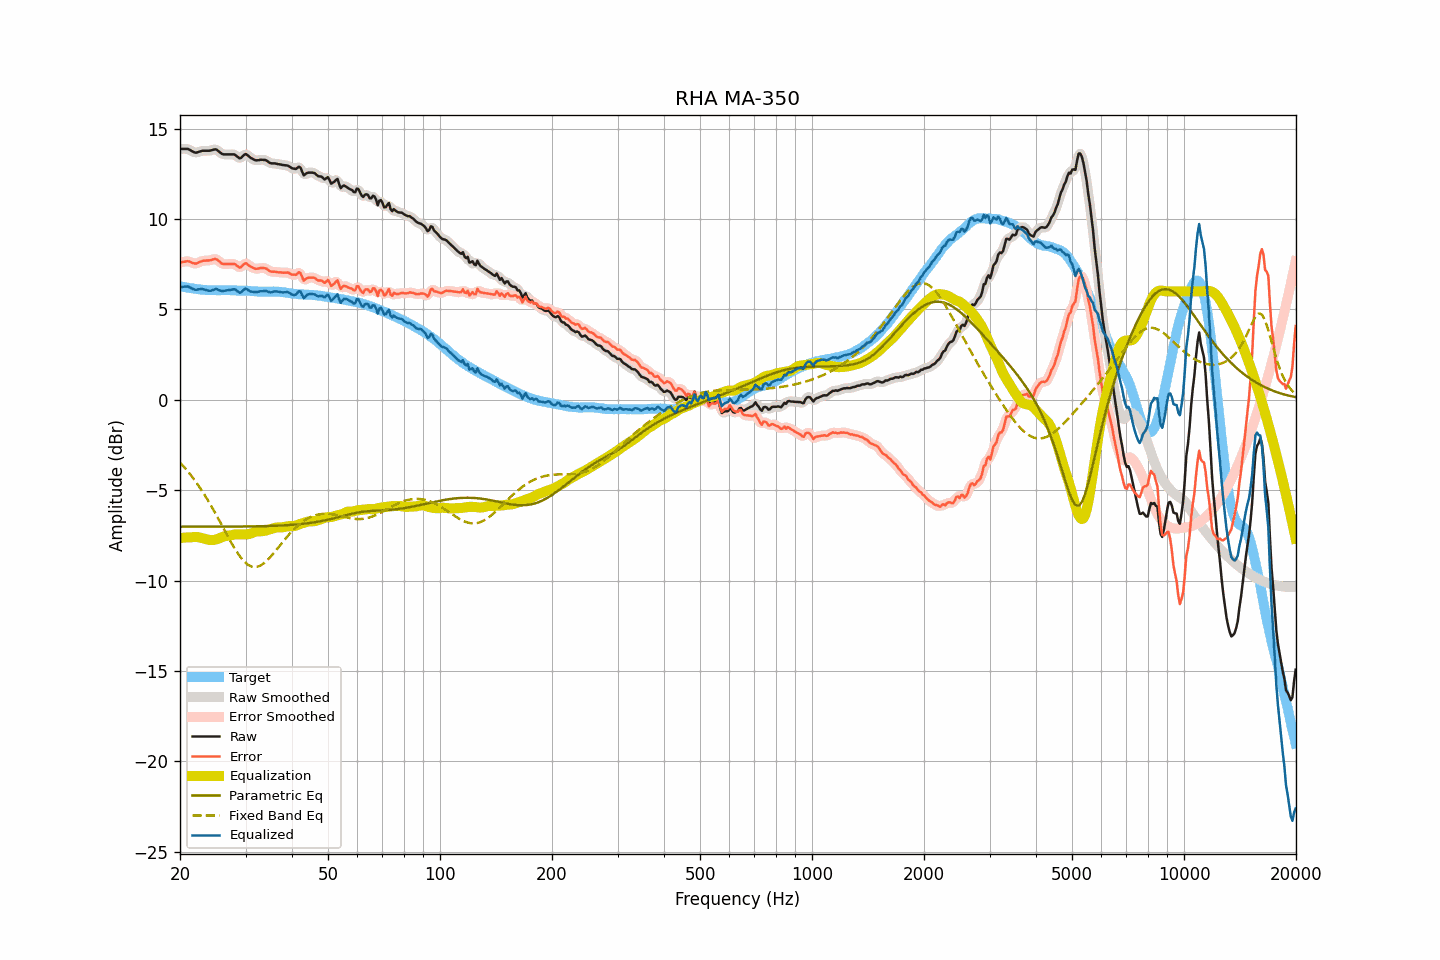 RHA MA-350
Amplitude (dBr)
15
10
5
0
−5
−10
−15
−20
−25
Target
Raw Smoothed
Error Smoothed
Raw
Error
Equalization
Parametric Eq
Fixed Band Eq
Equalized
20 50 100 200 500 1000 2000 5000 10000 20000
Frequency (Hz)